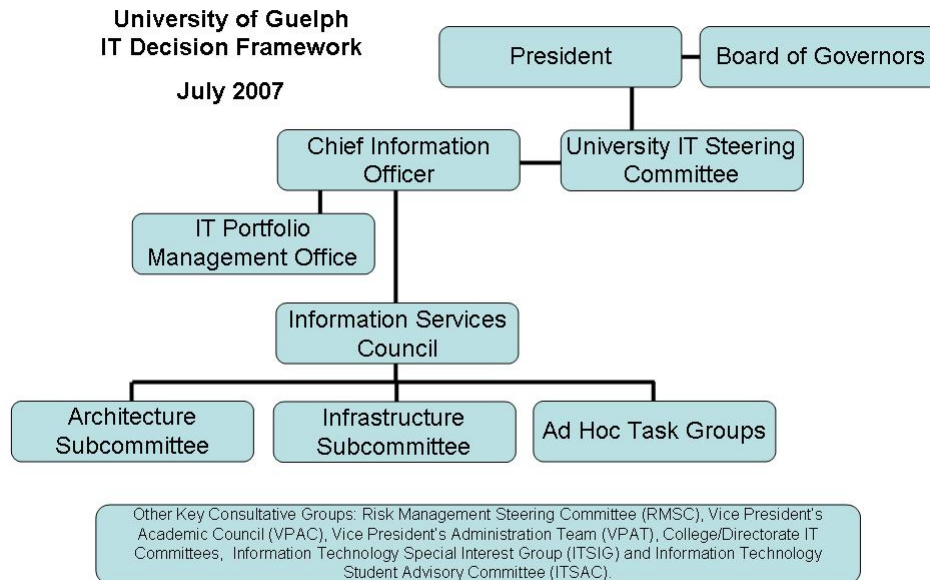 University of Guelph
IT Decision Framework
July 2007
President
Board of Governors
Chief Information
Officer
University IT Steering
Committee
IT Portfolio
Management Office
Information Services
Council
Architecture
Subcommittee
Infrastructure
Subcommittee
Ad Hoc Task Groups
Other Key Consultative Groups: Risk Management Steering Committee (RMSC), Vice President's
Academic Council (VPAC), Vice President's Administration Team (VPAT), College/Directorate IT
Committees, Information Technology Special Interest Group (ITSIG) and Information Technology
Student Advisory Committee (ITSAC).